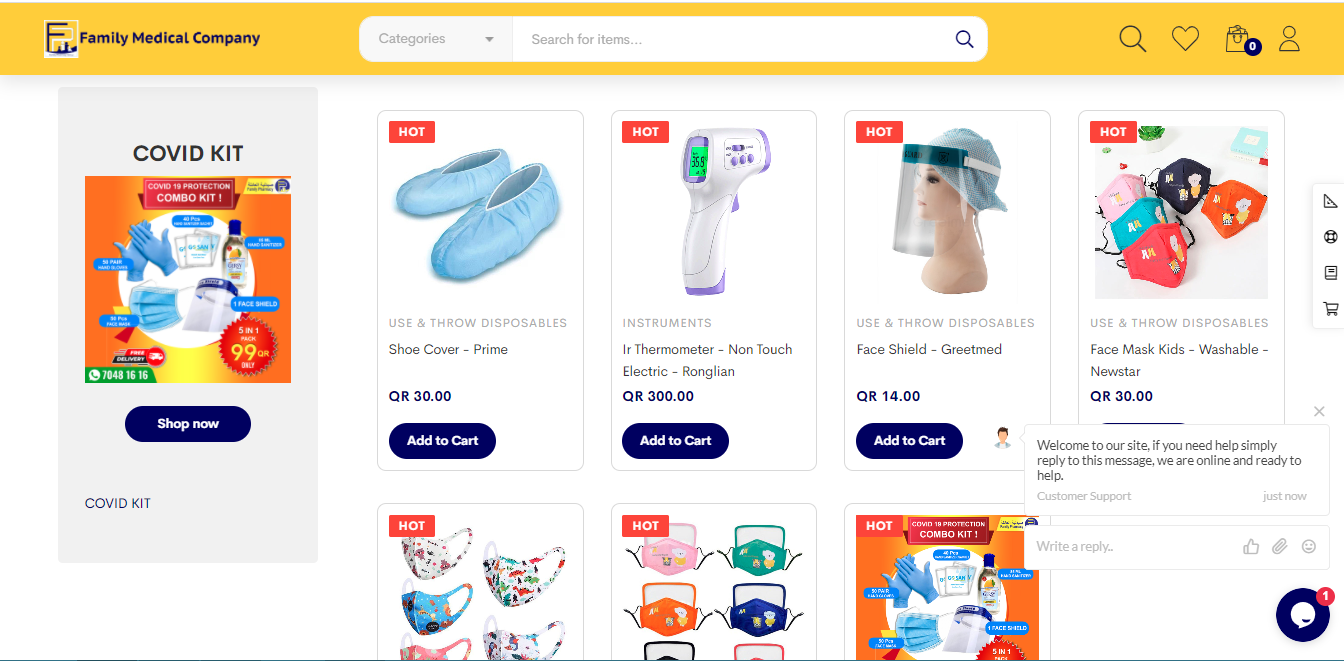 Family Medical Company
Categories
Search for items...
0
COVID KIT
COVID 19 PROTECTION
COMBO KIT !
Family Pharmacy
40 Pcs
50 PAIR
HAND GLOVES
1 FACE SHIELD
50 Pcs
FACE MASK
5 IN 1
PACK
99 QR
ONLY
FREE
DELIVERY
7048 16 16
Shop now
COVID KIT
HOT
USE & THROW DISPOSABLES
Shoe Cover - Prime
QR 30.00
Add to Cart
HOT
INSTRUMENTS
Ir Thermometer - Non Touch
Electric - Ronglian
QR 300.00
Add to Cart
HOT
USE & THROW DISPOSABLES
Face Shield - Greetmed
QR 14.00
Add to Cart
HOT
USE & THROW DISPOSABLES
Face Mask Kids - Washable -
Newstar
QR 30.00
HOT
HOT
HOT
COVID 19 PROTECTION
COMBO KIT !
40 Pcs
50 PAIR
HAND GLOVES
1 FACE SHIELD
50 Pcs
FACE MASK
5 IN 1
Welcome to our site, if you need help simply
reply to this message, we are online and ready to
help.
Customer Support
just now
Write a reply..
1